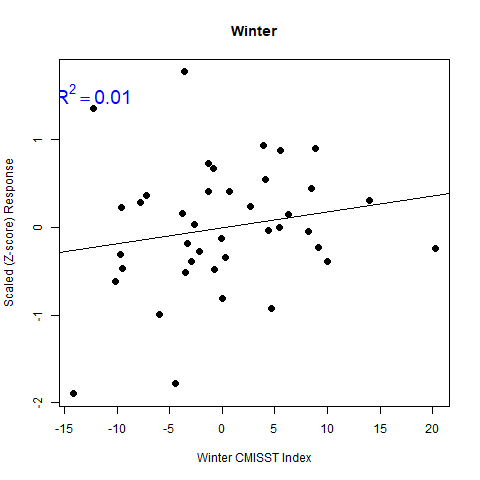 Winter
R² = 0.01
Scaled (Z-score) Response
1
0
-1
-2
-15 -10 -5 0 5 10 15 20
Winter CMISST Index